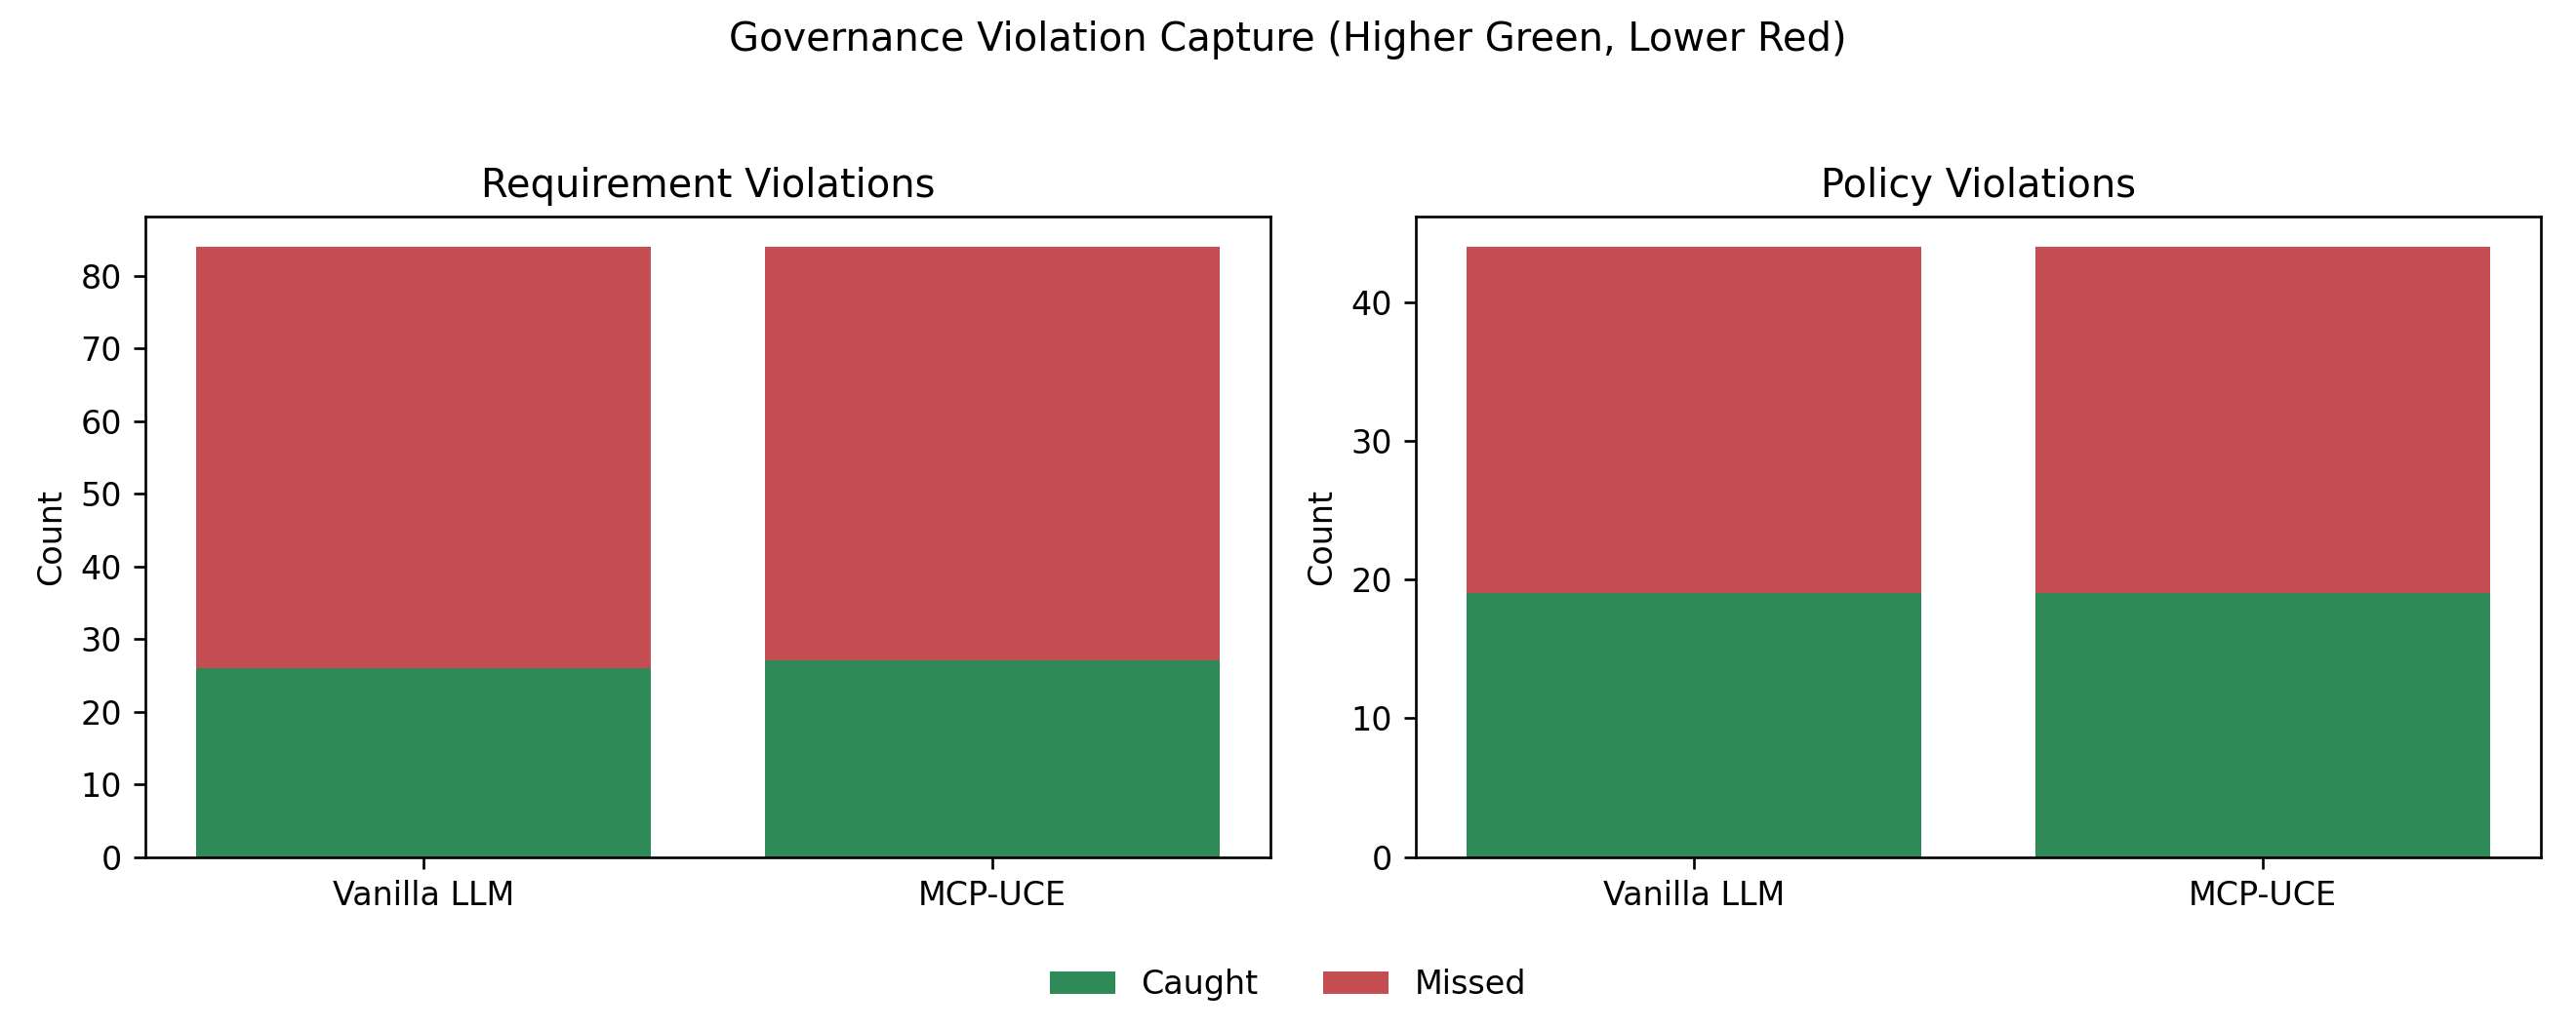 Governance Violation Capture (Higher Green, Lower Red)
Requirement Violations
Count
80
70
60
50
40
30
20
10
0
Vanilla LLM
MCP-UCE
Policy Violations
Count
40
30
20
10
0
Vanilla LLM
MCP-UCE
Caught
Missed